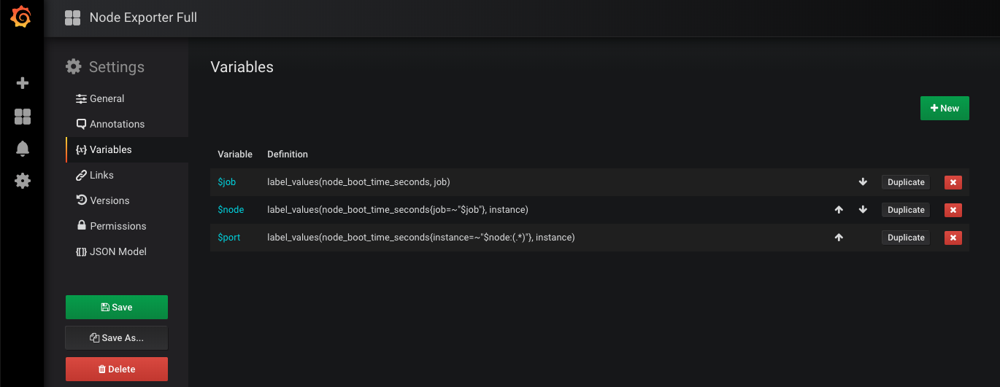 Node Exporter Full
Settings
General
Annotations
{x} Variables
Links
Versions
Permissions
{[]} JSON Model
Save
Save As...
Delete
Variables
+ New
Variable Definition
$job label_values(node_boot_time_seconds, job) Duplicate
$node label_values(node_boot_time_seconds{job=~"$job"}, instance) Duplicate
$port label_values(node_boot_time_seconds{instance=~"$node:(.*)"}, instance) Duplicate